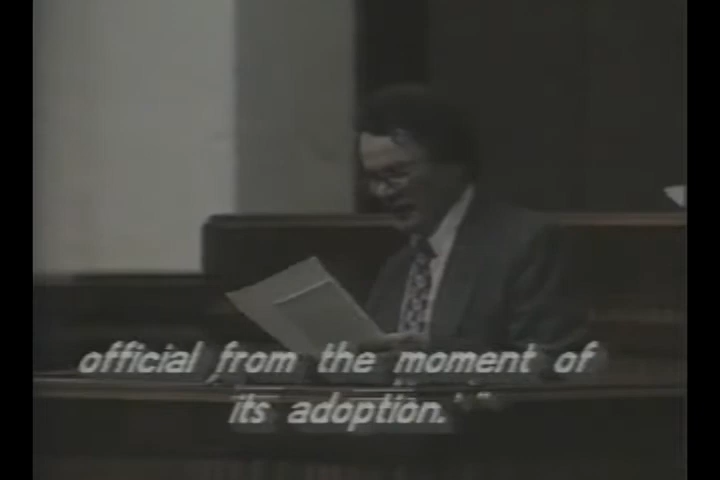 official from the moment of
its adoption.'"